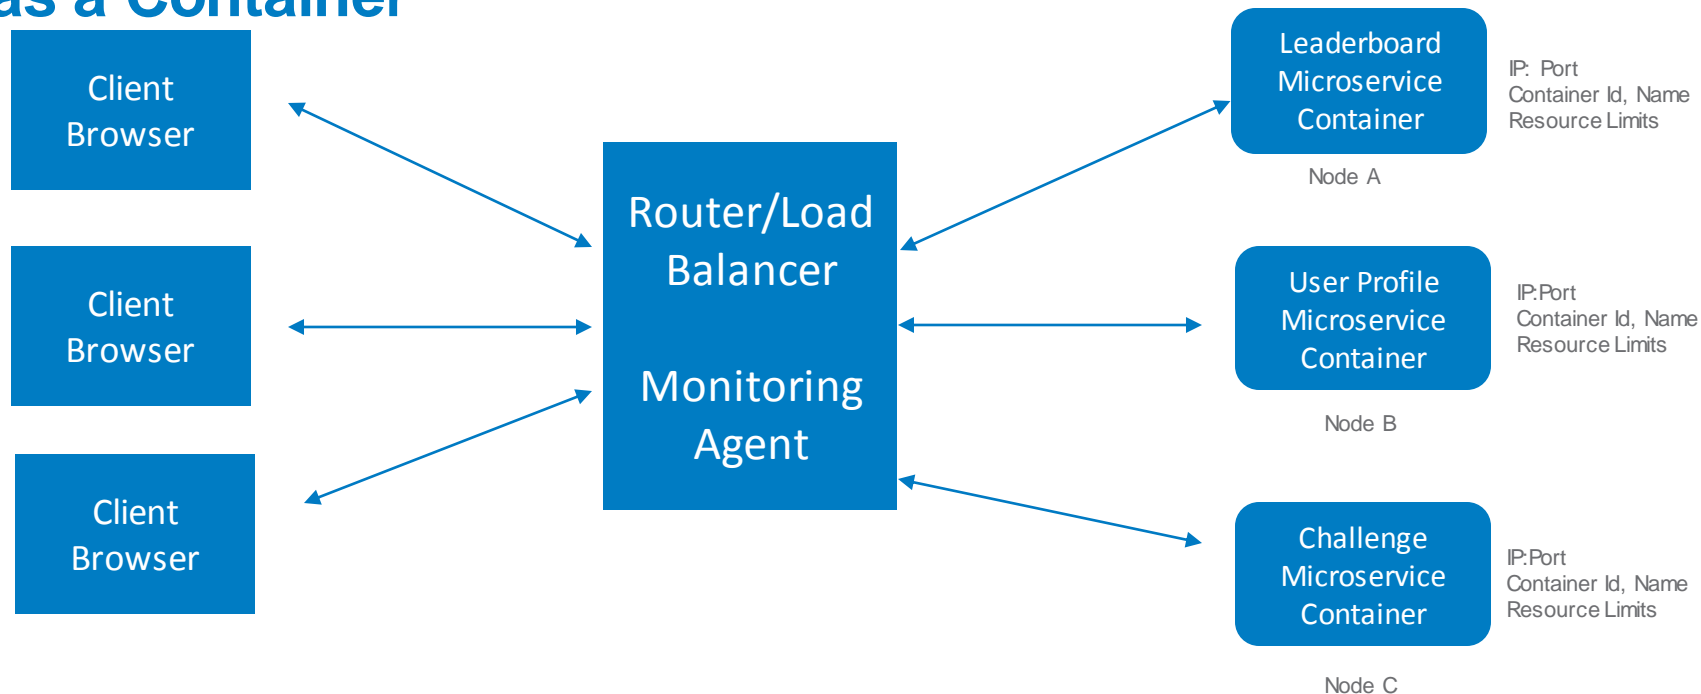 as a Container
Client
Browser
Client
Browser
Client
Browser
Router/Load
Balancer
Monitoring
Agent
Leaderboard
Microservice
Container
IP: Port
Container Id, Name
Resource Limits
Node A
User Profile
Microservice
Container
IP:Port
Container Id, Name
Resource Limits
Node B
Challenge
Microservice
Container
IP:Port
Container Id, Name
Resource Limits
Node C